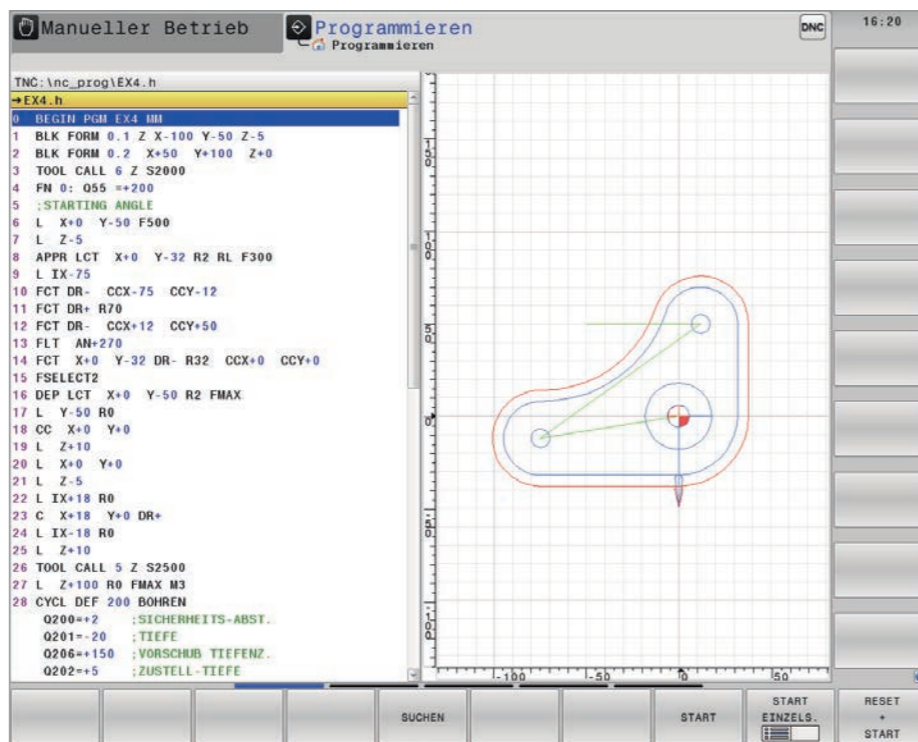 Manueller Betrieb
Programmieren
Programmieren
DNC
16:20
TNC:\nc_prog\EX4.h
→EX4.h
0 BEGIN PGM EX4 MM
1 BLK FORM 0.1 Z X-100 Y-50 Z-5
2 BLK FORM 0.2 X+50 Y+100 Z+0
3 TOOL CALL 6 Z S2000
4 FN 0: Q55 =+200
5 ;STARTING ANGLE
6 L X+0 Y-50 F500
7 L Z-5
8 APPR LCT X+0 Y-32 R2 RL F300
9 L IX-75
10 FCT DR- CCX-75 CCY-12
11 FCT DR+ R70
12 FCT DR- CCX+12 CCY+50
13 FLT AN+270
14 FCT X+0 Y-32 DR- R32 CCX+0 CCY+0
15 FSELECT2
16 DEP LCT X+0 Y-50 R2 FMAX
17 L Y-50 R0
18 CC X+0 Y+0
19 L Z+10
20 L X+0 Y+0
21 L Z-5
22 L IX+18 R0
23 C X+18 Y+0 DR+
24 L IX-18 R0
25 L Z+10
26 TOOL CALL 5 Z S2500
27 L Z+100 R0 FMAX M3
28 CYCL DEF 200 BOHREN
Q200=+2 ;SICHERHEITS-ABST.
Q201=-20 ;TIEFE
Q206=+150 ;VORSCHUB TIEFENZ.
Q202=+5 ;ZUSTELL-TIEFE
150
100
50
0
-50
-100
-100
-50
0
50
SUCHEN
START
START
EINZELS.
RESET
+
START